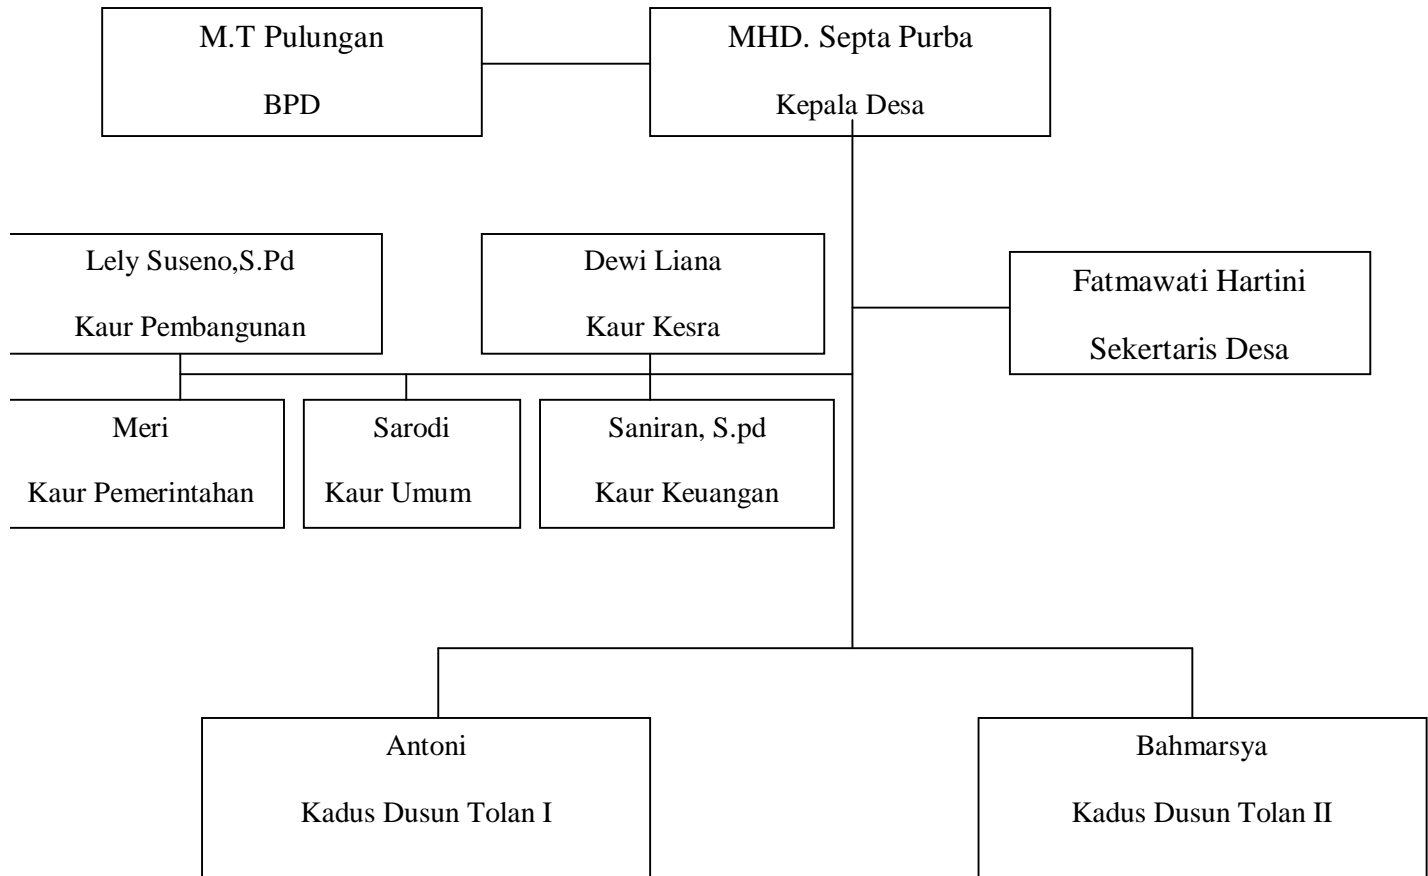 M.T Pulungan
BPD
MHD. Septa Purba
Kepala Desa
Lely Suseno,S.Pd
Kaur Pembangunan
Dewi Liana
Kaur Kesra
Fatmawati Hartini
Sekertaris Desa
Meri
Kaur Pemerintahan
Sarodi
Kaur Umum
Saniran, S.pd
Kaur Keuangan
Antoni
Kadus Dusun Tolan I
Bahmarsya
Kadus Dusun Tolan II